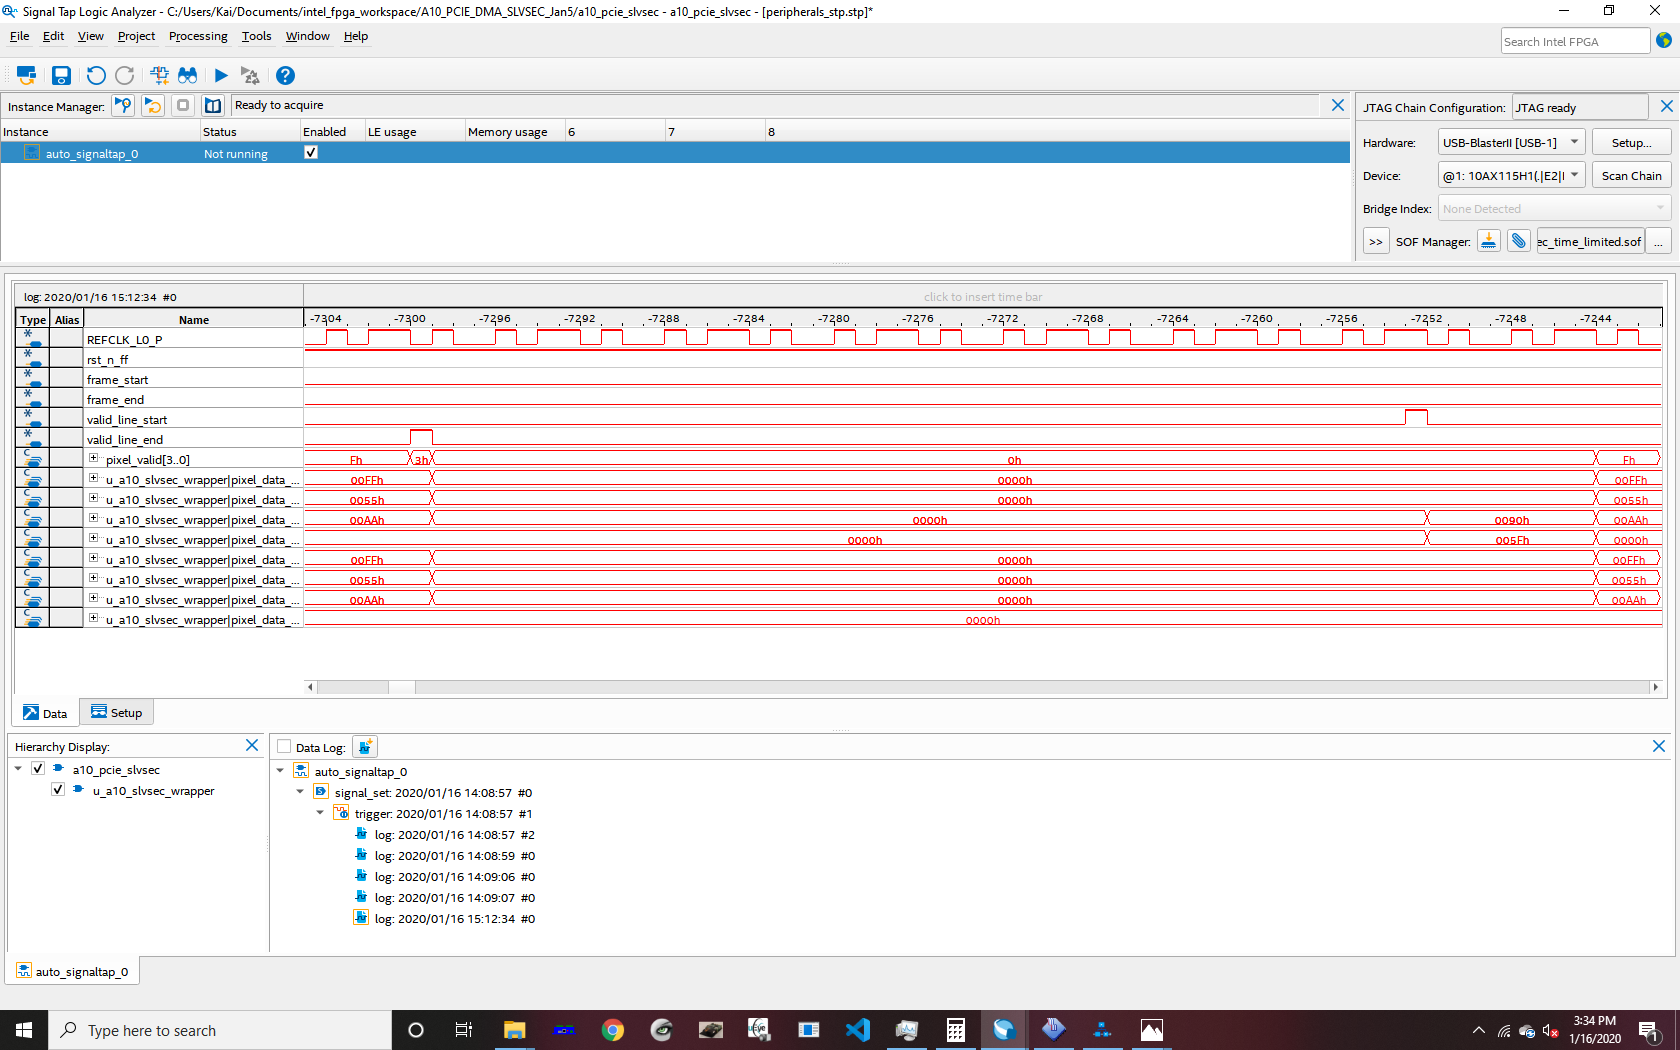 Signal Tap Logic Analyzer - C:/Users/Kai/Documents/intel_fpga_workspace/A10_PCIE_DMA_SLVSEC_Jan5/a10_pcie_slvsec - a10_pcie_slvsec - [peripherals_stp.stp]*
File Edit View Project Processing Tools Window Help
Search Intel FPGA
Instance Manager: Ready to acquire
Instance Status Enabled LE usage Memory usage 6 7 8
auto_signaltap_0 Not running
JTAG Chain Configuration: JTAG ready
Hardware: USB-BlasterII [USB-1] Setup...
Device: @1: 10AX115H1(.|E2|I Scan Chain
Bridge Index: None Detected
>> SOF Manager: ec_time_limited.sof ...
log: 2020/01/16 15:12:34 #0 click to insert time bar
Type Alias Name -7304 -7300 -7296 -7292 -7288 -7284 -7280 -7276 -7272 -7268 -7264 -7260 -7256 -7252 -7248 -7244
REFCLK_L0_P
rst_n_ff
frame_start
frame_end
valid_line_start
valid_line_end
pixel_valid[3..0] Fh 3h 0h Fh
u_a10_slvsec_wrapper|pixel_data_... 00FFh 0000h 00FFh
u_a10_slvsec_wrapper|pixel_data_... 0055h 0000h 0055h
u_a10_slvsec_wrapper|pixel_data_... 00AAh 0000h 0090h 00AAh
u_a10_slvsec_wrapper|pixel_data_... 0000h 005Fh 0000h
u_a10_slvsec_wrapper|pixel_data_... 00FFh 0000h 00FFh
u_a10_slvsec_wrapper|pixel_data_... 0055h 0000h 0055h
u_a10_slvsec_wrapper|pixel_data_... 00AAh 0000h 00AAh
u_a10_slvsec_wrapper|pixel_data_... 0000h
Data Setup
Hierarchy Display:
a10_pcie_slvsec
u_a10_slvsec_wrapper
Data Log:
auto_signaltap_0
signal_set: 2020/01/16 14:08:57 #0
trigger: 2020/01/16 14:08:57 #1
log: 2020/01/16 14:08:57 #2
log: 2020/01/16 14:08:59 #0
log: 2020/01/16 14:09:06 #0
log: 2020/01/16 14:09:07 #0
log: 2020/01/16 15:12:34 #0
auto_signaltap_0
Type here to search
3:34 PM
1/16/2020
1